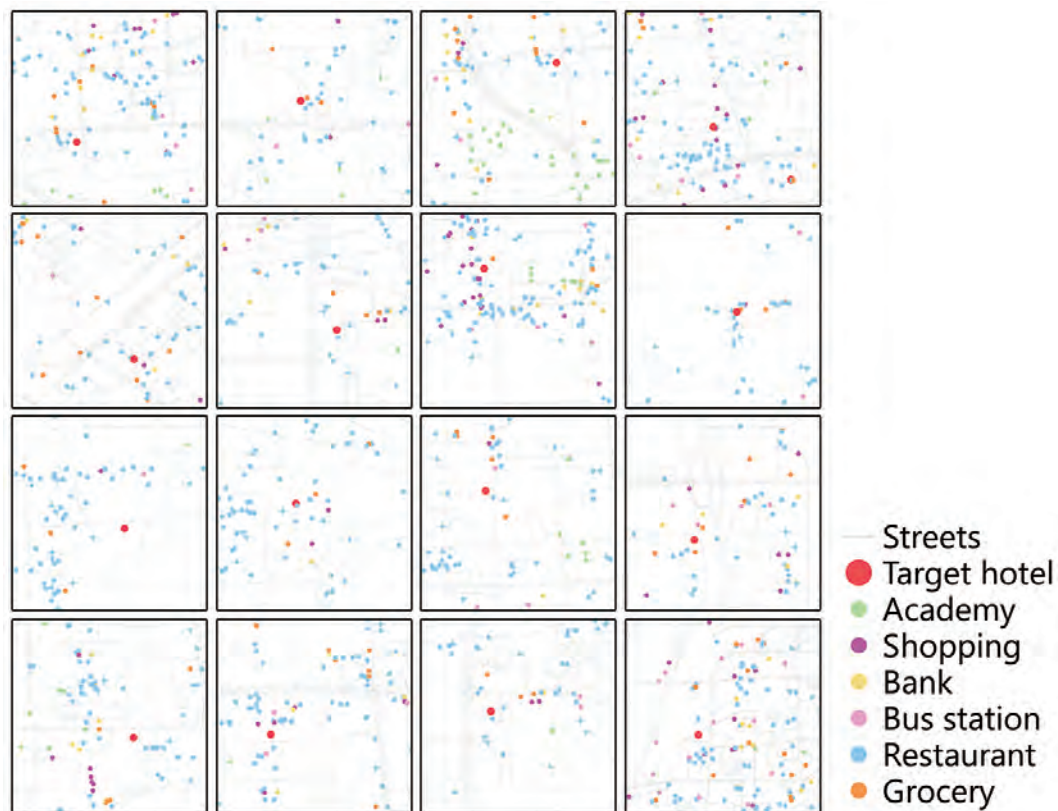 Streets
Target hotel
Academy
Shopping
Bank
Bus station
Restaurant
Grocery